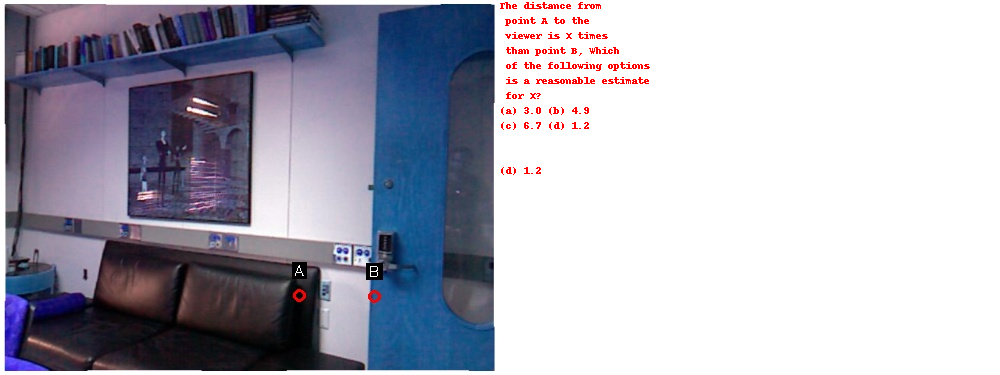 The distance from
point A to the
viewer is X times
than point B, Which
of the following options
is a reasonable estimate
for X?
(a) 3.0 (b) 4.9
(c) 6.7 (d) 1.2
(d) 1.2
A
B